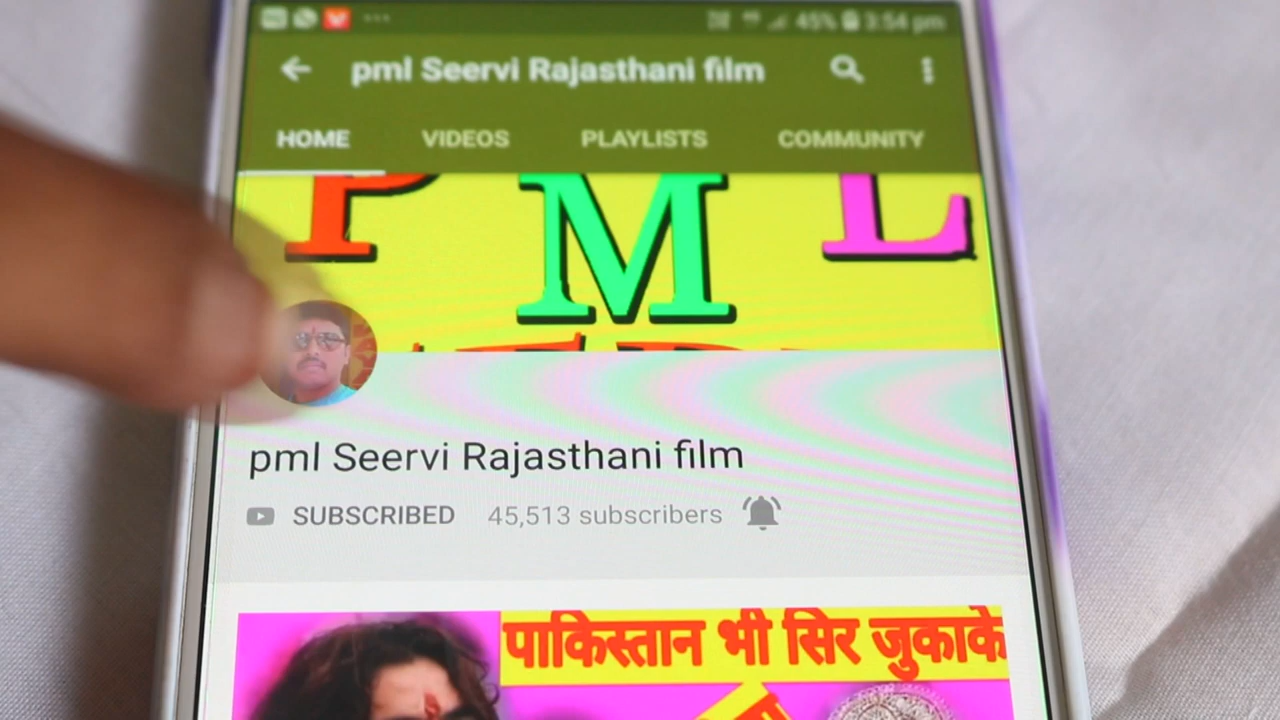 45% 3:54 pm
pml Seervi Rajasthani film
HOME VIDEOS PLAYLISTS COMMUNITY
P M L
pml Seervi Rajasthani film
SUBSCRIBED 45,513 subscribers
पाकिस्तान भी सिर जुकाके